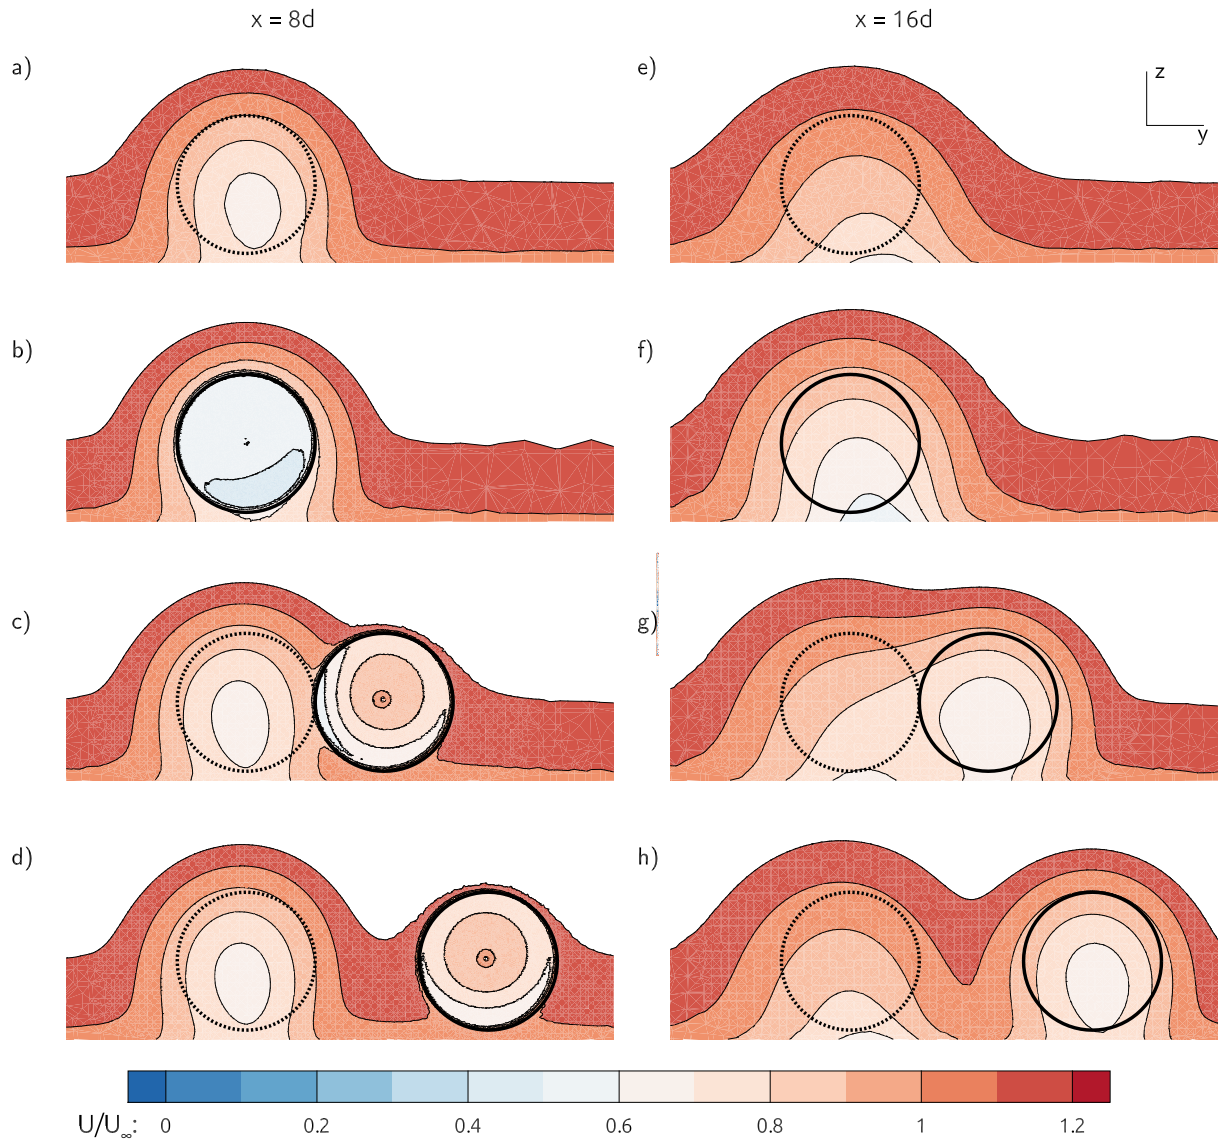 x = 8d
x = 16d
a)
e)
z
y
b)
f)
c)
g)
d)
h)
U/U∞: 0 0.2 0.4 0.6 0.8 1 1.2